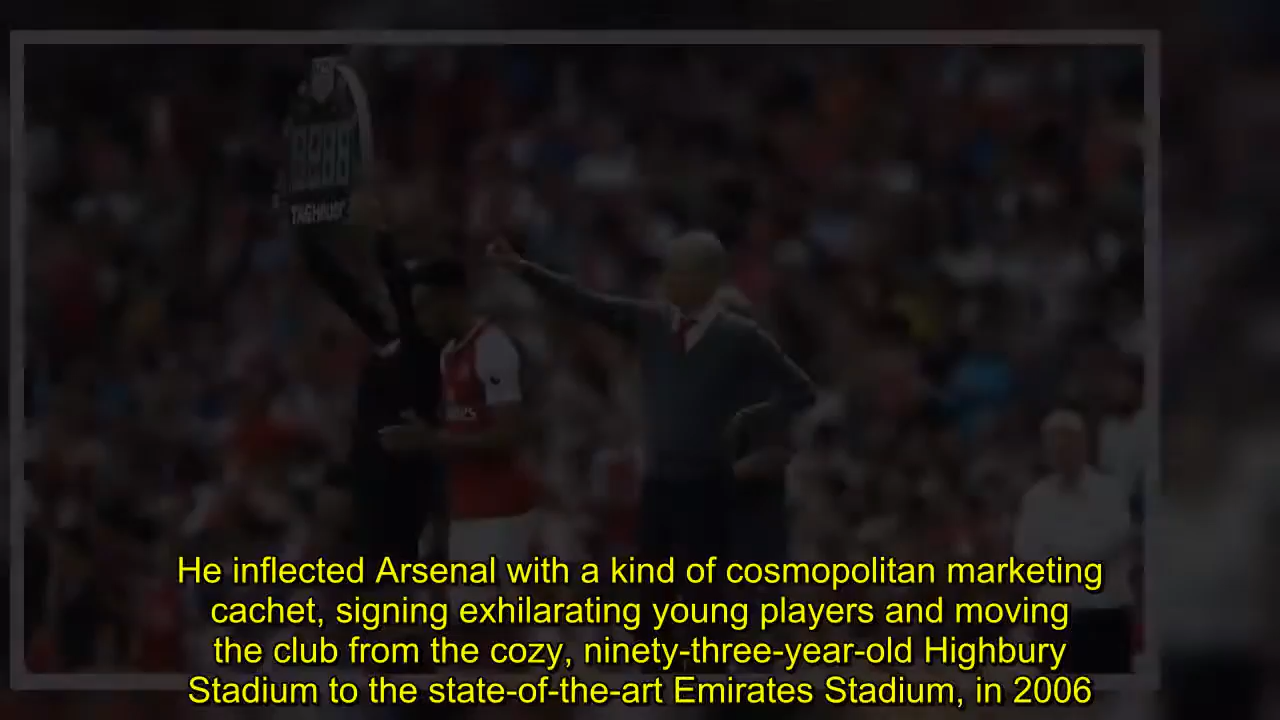 TAGHEUER
He inflected Arsenal with a kind of cosmopolitan marketing
cachet, signing exhilarating young players and moving
the club from the cozy, ninety-three-year-old Highbury
Stadium to the state-of-the-art Emirates Stadium, in 2006